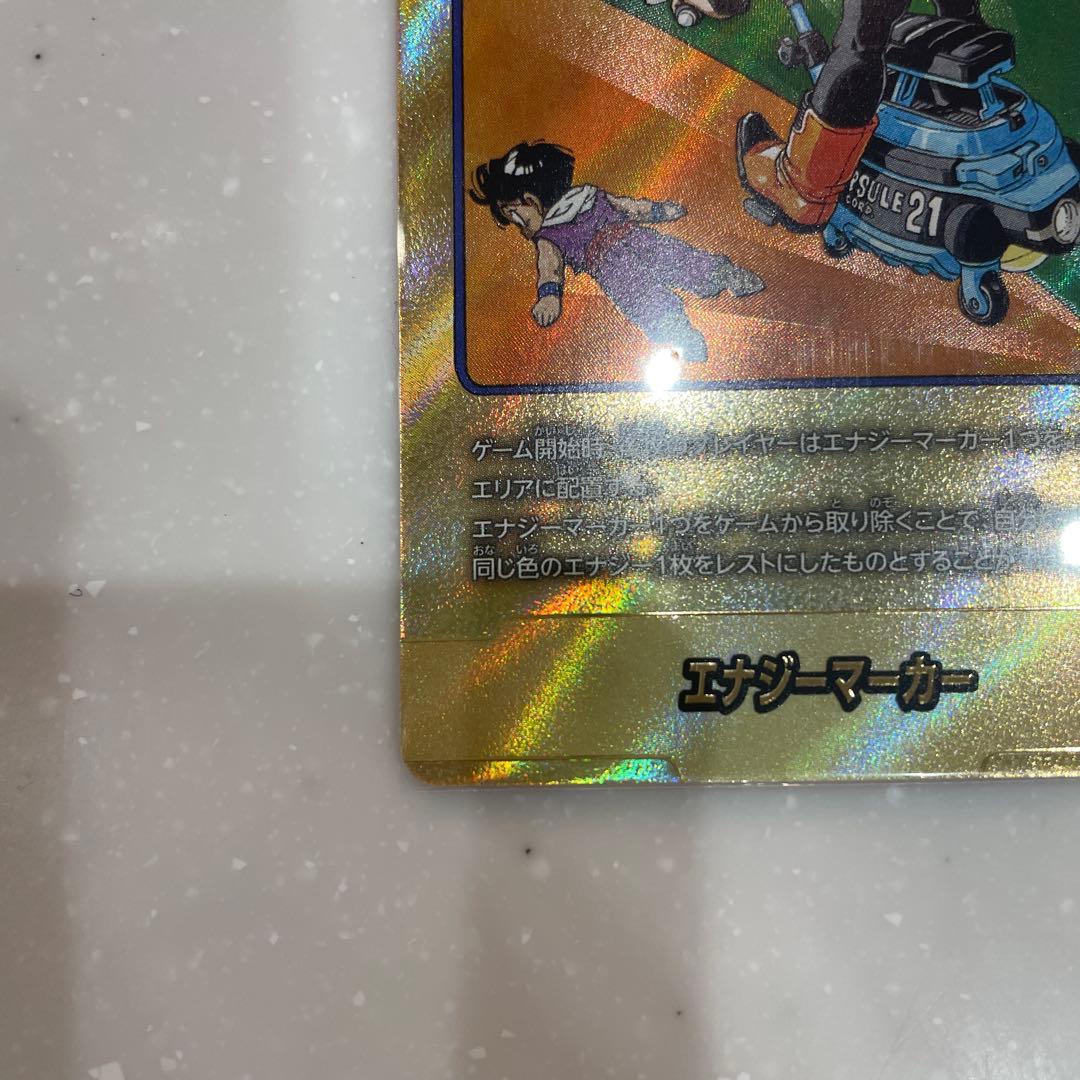 PSULE 21
CORP.
ゲーム開始時 プレイヤーはエナジーマーカー1つを
エリアに配置する
エナジーマーカー1つをゲームから取り除くことで、自分
同じ色のエナジー1枚をレストにしたものとすることが
エナジーマーカー